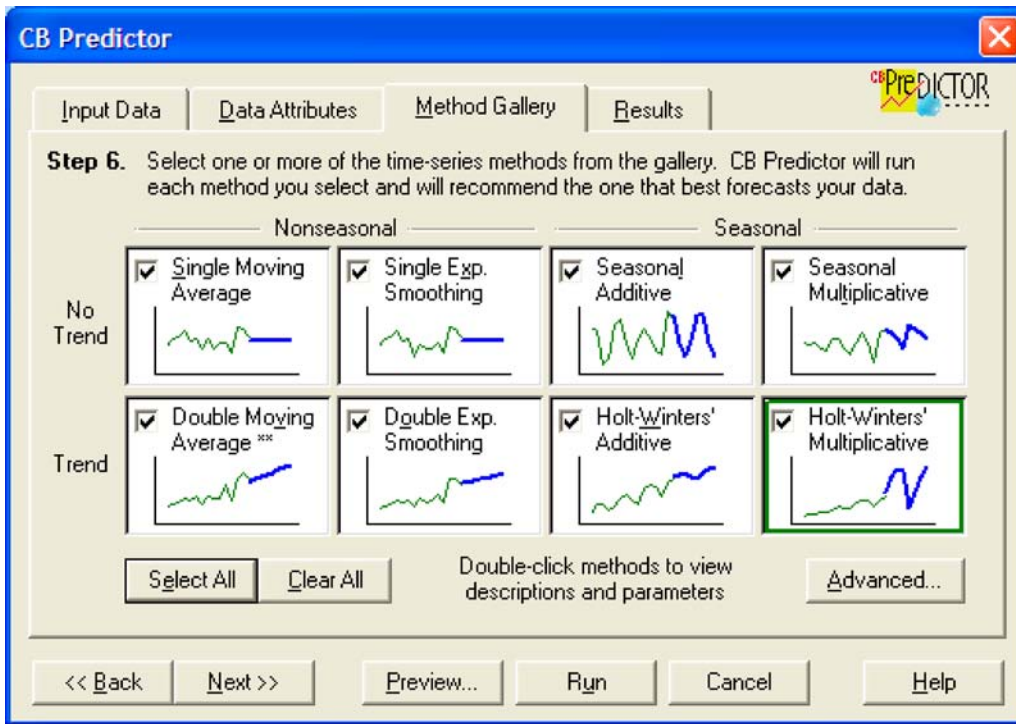 CB Predictor
CB PreDICTOR
Input Data
Data Attributes
Method Gallery
Results
Step 6. Select one or more of the time-series methods from the gallery. CB Predictor will run
each method you select and will recommend the one that best forecasts your data.
Nonseasonal
Seasonal
No
Trend
Single Moving
Average
Single Exp.
Smoothing
Seasonal
Additive
Seasonal
Multiplicative
Trend
Double Moving
Average **
Double Exp.
Smoothing
Holt-Winters'
Additive
Holt-Winters'
Multiplicative
Select All
Clear All
Double-click methods to view
descriptions and parameters
Advanced...
<< Back
Next >>
Preview...
Run
Cancel
Help